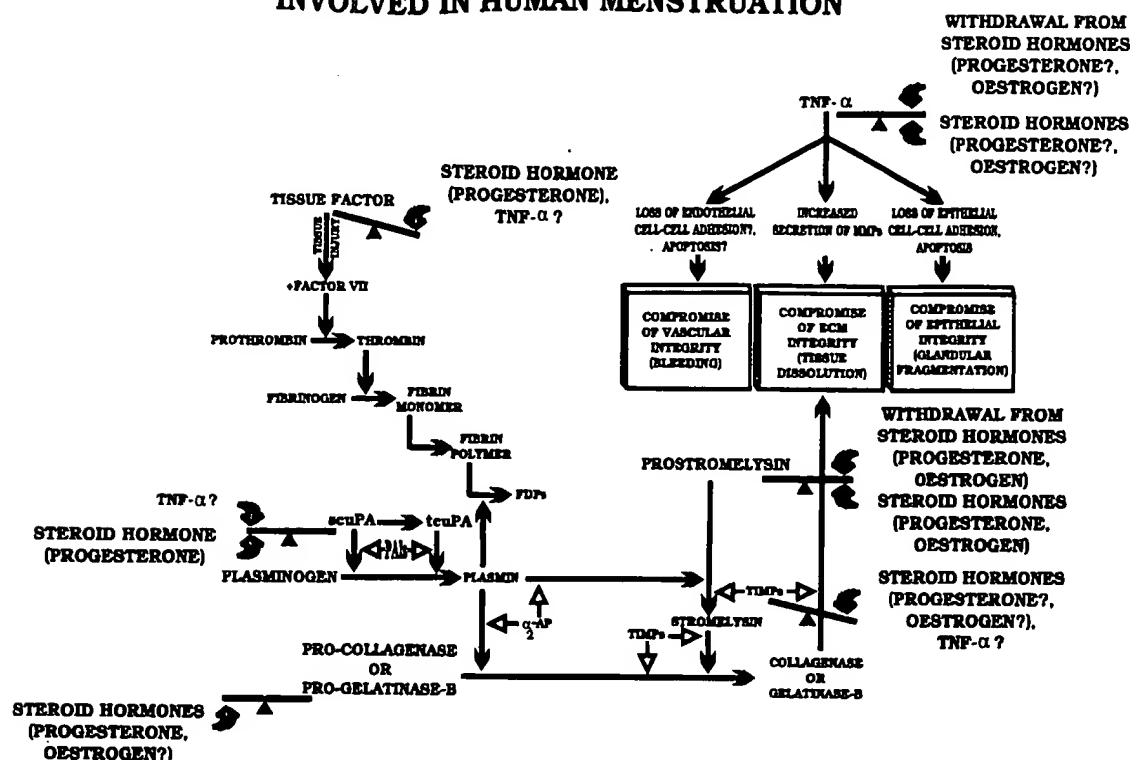 INVOLVED IN HUMAN MENSTRUATION
WITHDRAWAL FROM
STEROID HORMONES
(PROGESTERONE?,
OESTROGEN?)
TNF- α
STEROID HORMONES
(PROGESTERONE?,
OESTROGEN?)
STEROID HORMONE
(PROGESTERONE),
TNF-α ?
TISSUE FACTOR
TISSUE
INJURY
+FACTOR VII
PROTHROMBIN
THROMBIN
FIBRINOGEN
FIBRIN
MONOMER
FIBRIN
POLYMER
FDPs
LOSS OF ENDOTHELIAL
CELL-CELL ADHESION?,
APOPTOSIS?
INCREASED
SECRETION OF MMPs
LOSS OF EPITHELIAL
CELL-CELL ADHESION,
APOPTOSIS
COMPROMISE
OF VASCULAR
INTEGRITY
(BLEEDING)
COMPROMISE
OF ECM
INTEGRITY
(TISSUE
DISSOLUTION)
COMPROMISE
OF EPITHELIAL
INTEGRITY
(GLANDULAR
FRAGMENTATION)
WITHDRAWAL FROM
STEROID HORMONES
(PROGESTERONE,
OESTROGEN)
STEROID HORMONES
(PROGESTERONE,
OESTROGEN)
PROSTROMELYSIN
TNF-α ?
STEROID HORMONE
(PROGESTERONE)
scuPA
tcuPA
PAIs
PLASMINOGEN
PLASMIN
α2-AP
TIMPs
STROMELYSIN
TIMPs
STEROID HORMONES
(PROGESTERONE?,
OESTROGEN?),
TNF-α ?
PRO-COLLAGENASE
OR
PRO-GELATINASE-B
COLLAGENASE
OR
GELATINASE-B
STEROID HORMONES
(PROGESTERONE,
OESTROGEN?)